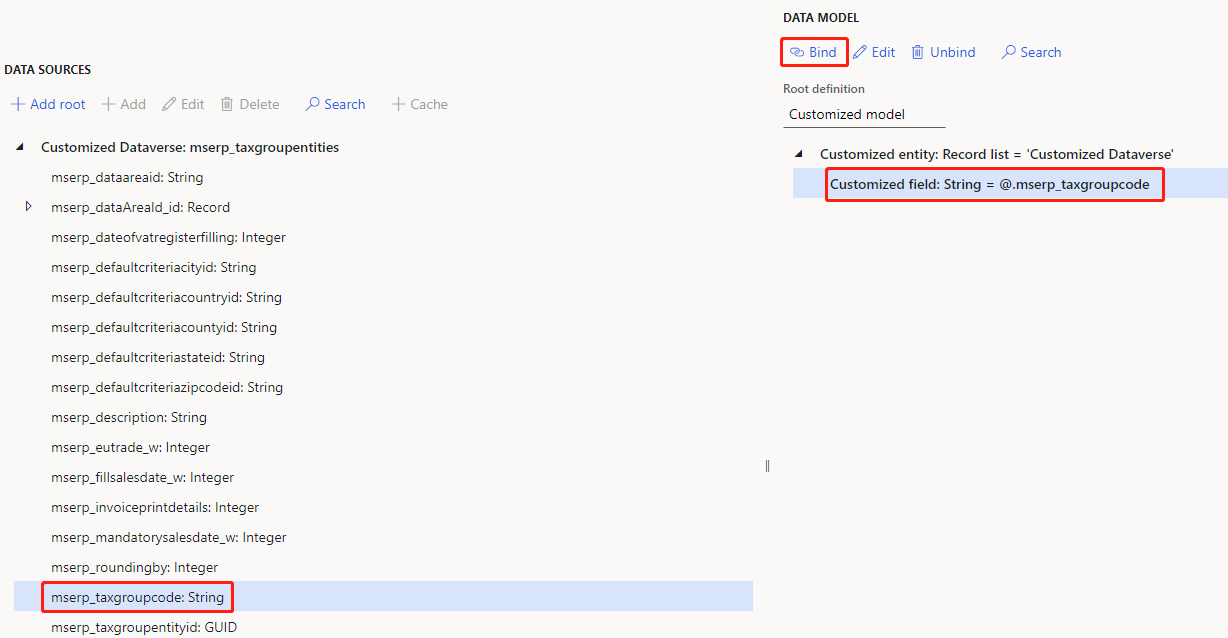 DATA SOURCES
Add root Add Edit Delete Search Cache
Customized Dataverse: mserp_taxgroupentities
mserp_dataareaid: String
mserp_dataAreaId_id: Record
mserp_dateofvatregisterfilling: Integer
mserp_defaultcriteriacityid: String
mserp_defaultcriteriacountryid: String
mserp_defaultcriteriacountyid: String
mserp_defaultcriteriastateid: String
mserp_defaultcriteriazipcodeid: String
mserp_description: String
mserp_eutrade_w: Integer
mserp_fillsalesdate_w: Integer
mserp_invoiceprintdetails: Integer
mserp_mandatorysalesdate_w: Integer
mserp_roundingby: Integer
mserp_taxgroupcode: String
mserp_taxgroupentityid: GUID
DATA MODEL
Bind Edit Unbind Search
Root definition
Customized model
Customized entity: Record list = 'Customized Dataverse'
Customized field: String = @.mserp_taxgroupcode